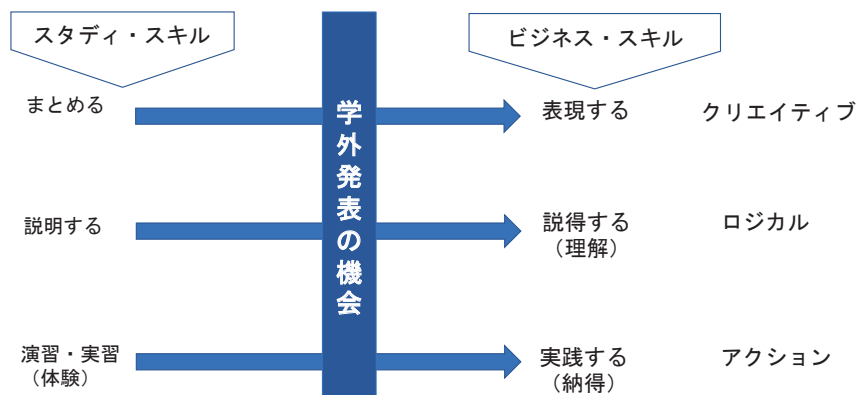 スタディ・スキル
ビジネス・スキル
まとめる
表現する
クリエイティブ
学外発表の機会
説明する
説得する
（理解）
ロジカル
演習・実習
（体験）
実践する
（納得）
アクション